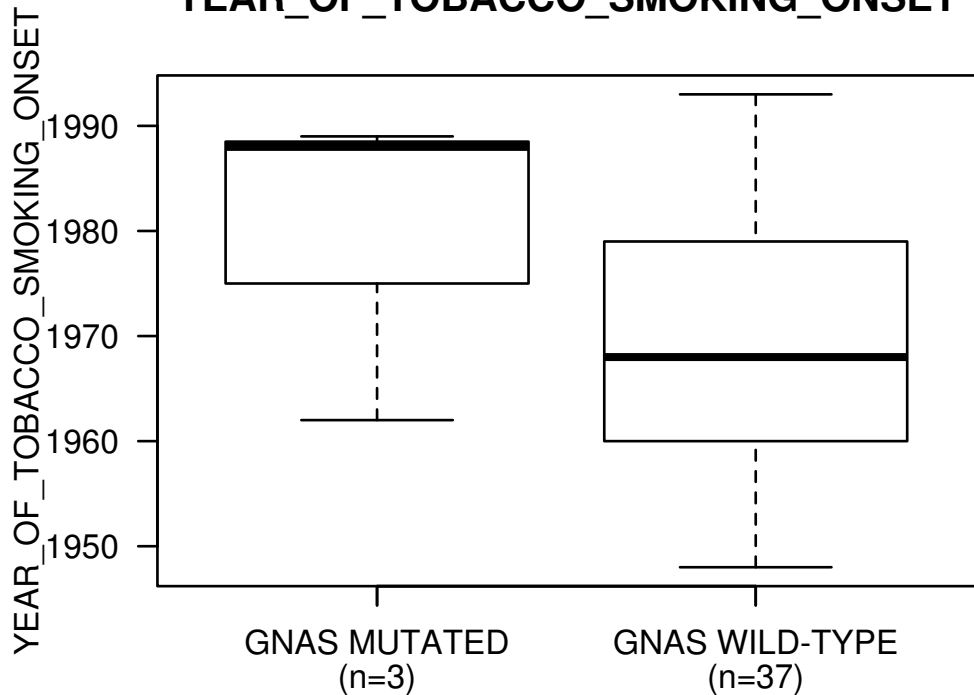 YEAR_OF_TOBACCO_SMOKING_ONSET
YEAR_OF_TOBACCO_SMOKING_ONSET
1990
1980
1970
1960
1950
GNAS MUTATED
(n=3)
GNAS WILD-TYPE
(n=37)